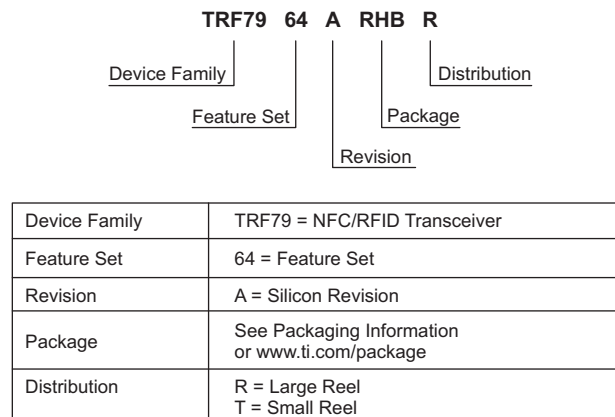 TRF79 64 A RHB R
Device Family
Distribution
Feature Set
Package
Revision
Device Family TRF79 = NFC/RFID Transceiver
Feature Set 64 = Feature Set
Revision A = Silicon Revision
Package See Packaging Information
or www.ti.com/package
Distribution R = Large Reel
T = Small Reel